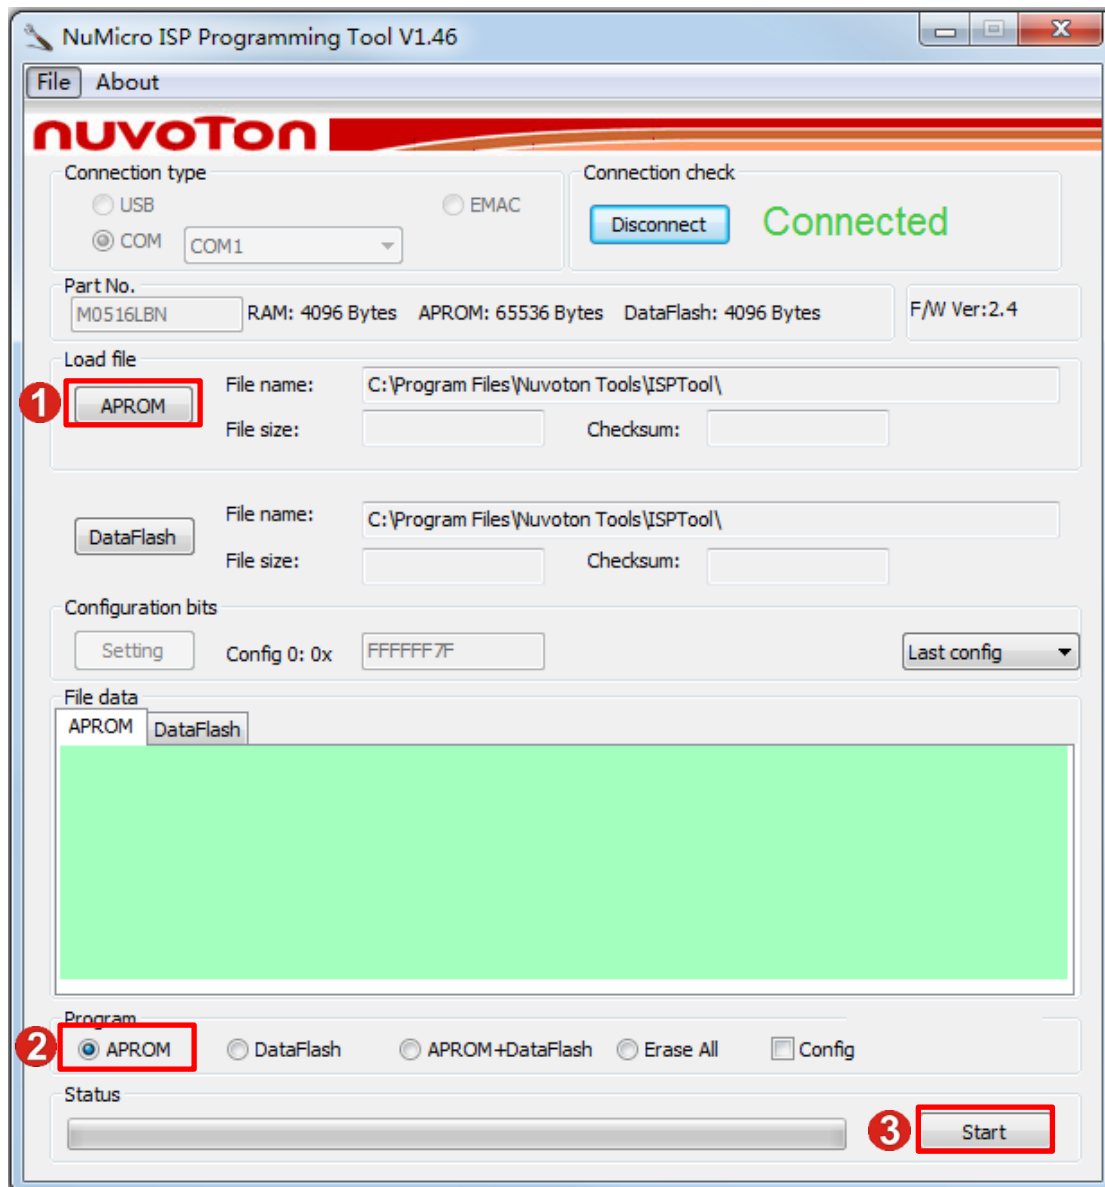 NuMicro ISP Programming Tool V1.46
File About
nuvoTon
Connection type
Connection check
USB EMAC
COM COM1
Disconnect Connected
Part No.
M0516LBN RAM: 4096 Bytes APROM: 65536 Bytes DataFlash: 4096 Bytes F/W Ver:2.4
Load file
1 APROM File name: C:\Program Files\Nuvoton Tools\ISPTool\
File size: Checksum:
DataFlash File name: C:\Program Files\Nuvoton Tools\ISPTool\
File size: Checksum:
Configuration bits
Setting Config 0: 0x FFFFFF7F Last config
File data
APROM DataFlash
Program
2 APROM DataFlash APROM+DataFlash Erase All Config
Status
3 Start